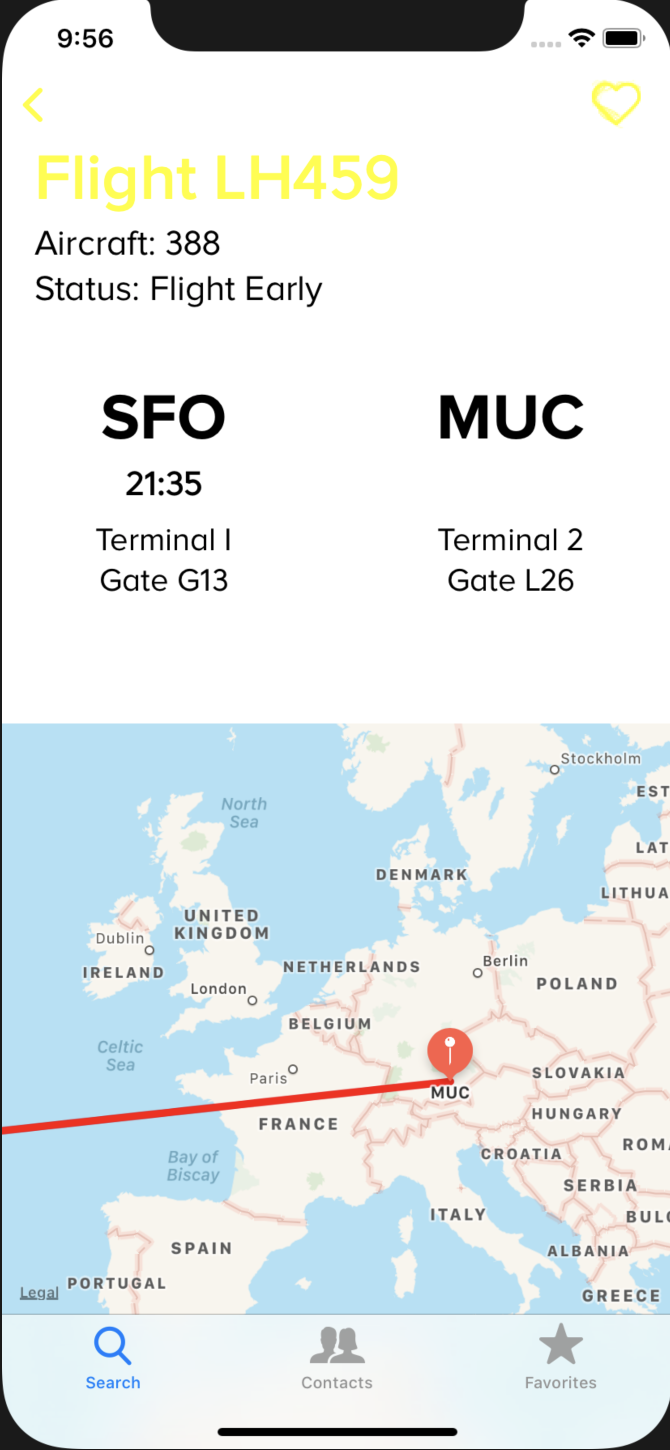 9:56
Flight LH459
Aircraft: 388
Status: Flight Early
SFO
MUC
21:35
Terminal I
Terminal 2
Gate G13
Gate L26
Stockholm
North
Sea
EST
LAT
DENMARK
LITHUA
UNITED
KINGDOM
Dublin
Berlin
IRELAND
NETHERLANDS
London
POLAND
BELGIUM
Celtic
Sea
Paris
SLOVAKIA
MUC
HUNGARY
FRANCE
ROMA
CROATIA
Bay of
Biscay
SERBIA
ITALY
BUL
SPAIN
ALBANIA
PORTUGAL
Legal
GREECE
Search
Contacts
Favorites